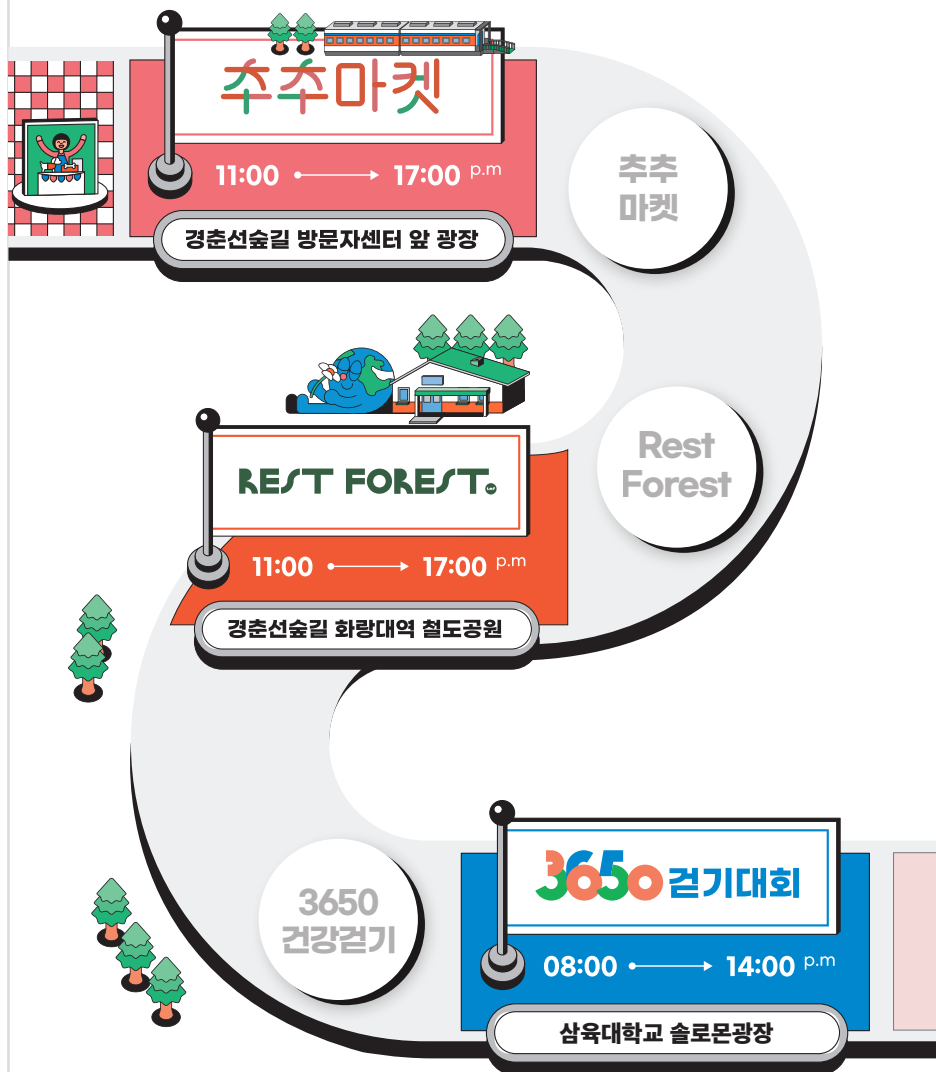 추추마켓
11:00 17:00 p.m
경춘선숲길 방문자센터 앞 광장
추추
마켓
REST FOREST
11:00 17:00 p.m
경춘선숲길 화랑대역 철도공원
Rest
Forest
3650 걷기대회
08:00 14:00 p.m
삼육대학교 솔로몬광장
3650
건강걷기